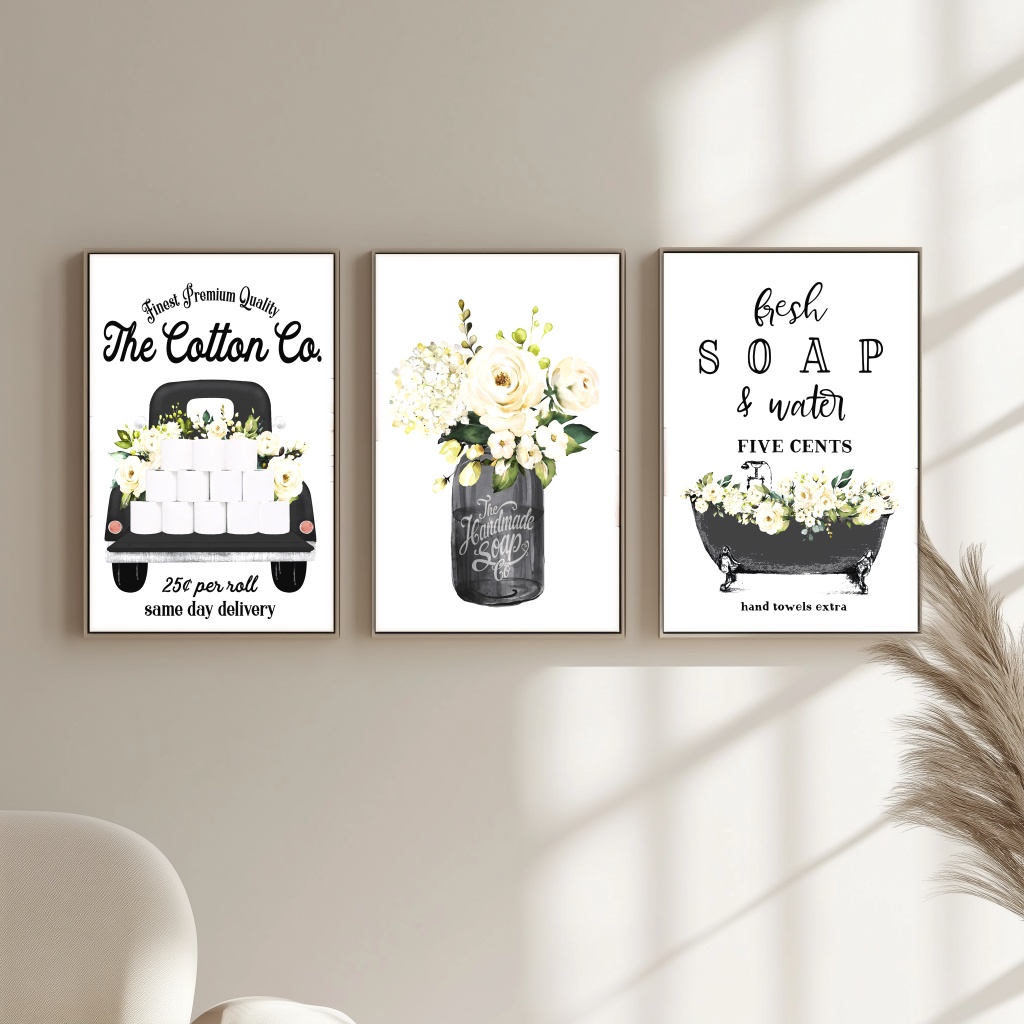 Finest Premium Quality
The Cotton Co.
25¢ per roll
same day delivery
The
Handmade
Soap
Co
fresh
SOAP
& water
FIVE CENTS
hand towels extra